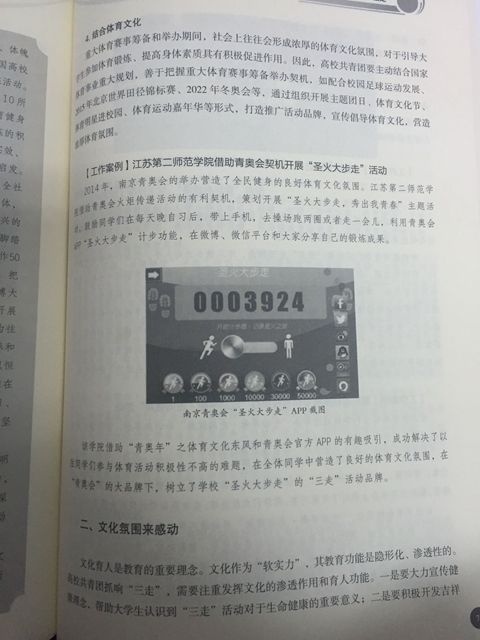 4. 结合体育文化
重大体育赛事筹备和举办期间，社会上往往会形成浓厚的体育文化氛围，对于引导大
学生参加体育锻炼、提高身体素质具有积极促进作用。因此，高校共青团要主动结合国家
体育事业重大规划，善于把握重大体育赛事筹备举办契机，如配合校园足球运动发展、
2015年北京世界田径锦标赛、2022年冬奥会等，通过组织开展主题团日、体育文化节、
体育明星进校园、体育运动嘉年华等形式，打造推广活动品牌，宣传倡导体育文化，营造
体育氛围。
【工作案例】江苏第二师范学院借助青奥会契机开展“圣火大步走”活动
2014年，南京青奥会的举办营造了全民健身的良好体育文化氛围。江苏第二师范学
院借助青奥会火炬传递活动的有利契机，策划开展“圣火大步走，秀出我青春”主题活
动，鼓励同学们在每天晚自习后，带上手机，去操场跑两圈或者走一会儿，利用青奥会
APP“圣火大步走”计步功能，在微博、微信平台和大家分享自己的锻炼成果。
圣火大步走
0003924
1 100 1000 10000 30000 50000
南京青奥会“圣火大步走”APP 截图
该学院借助“青奥年”之体育文化东风和青奥会官方 APP 的有趣吸引，成功解决了以
往同学们参与体育活动积极性不高的难题，在全体同学中营造了良好的体育文化氛围，在
“青奥会”的大品牌下，树立了学校“圣火大步走”的“三走”活动品牌。
二、文化氛围来感动
文化育人是教育的重要理念。文化作为“软实力”，其教育功能是隐形化、渗透性的。
高校共青团抓响“三走”，需要注重发挥文化的渗透作用和育人功能。一是要大力宣传健
康理念，帮助大学生认识到“三走”活动对于生命健康的重要意义；二是要积极开发吉祥